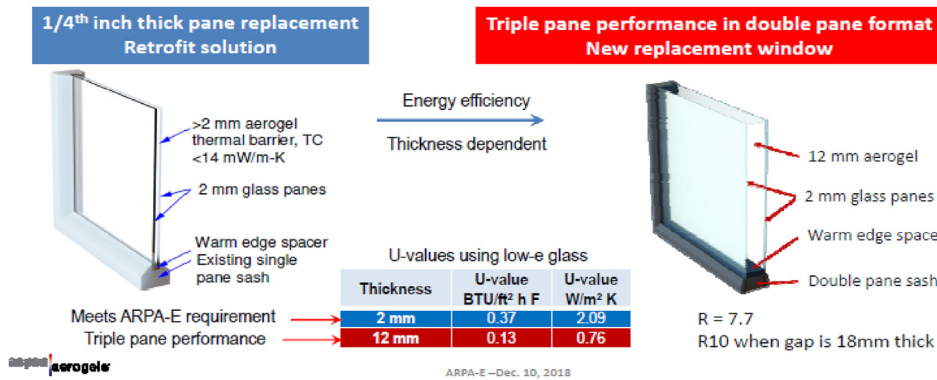 1/4th inch thick pane replacement
Retrofit solution
Triple pane performance in double pane format
New replacement window
>2 mm aerogel
thermal barrier, TC
<14 mW/m-K
2 mm glass panes
Warm edge spacer
Existing single
pane sash
Energy efficiency
Thickness dependent
12 mm aerogel
2 mm glass panes
Warm edge space
Double pane sash
U-values using low-e glass
Thickness U-value BTU/ft² h F U-value W/m² K
Meets ARPA-E requirement 2 mm 0.37 2.09
Triple pane performance 12 mm 0.13 0.76
R = 7.7
R10 when gap is 18mm thick
aspen aerogels
ARPA-E –Dec. 10, 2018